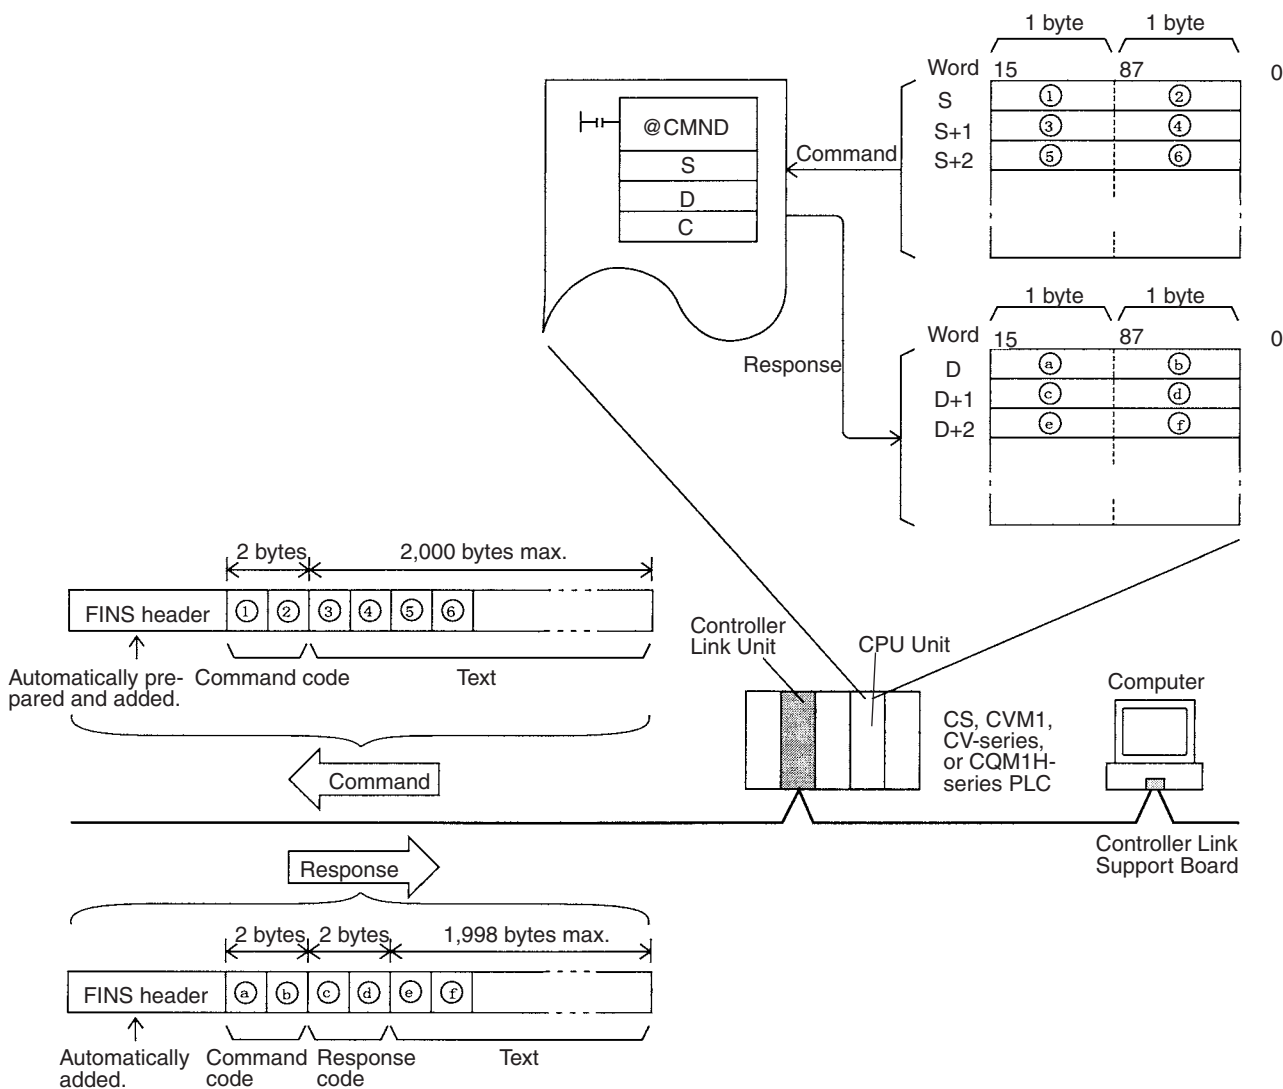 1 byte 1 byte
Word 15 87 0
S ① ②
S+1 ③ ④
S+2 ⑤ ⑥
@CMND
S
D
C
Command
Response
1 byte 1 byte
Word 15 87 0
D ⓐ ⓑ
D+1 ⓒ ⓓ
D+2 ⓔ ⓕ
2 bytes 2,000 bytes max.
FINS header ① ② ③ ④ ⑤ ⑥
Automatically pre-
pared and added.
Command code
Text
Command
Controller
Link Unit
CPU Unit
CS, CVM1,
CV-series,
or CQM1H-
series PLC
Computer
Controller Link
Support Board
Response
2 bytes 2 bytes 1,998 bytes max.
FINS header ⓐ ⓑ ⓒ ⓓ ⓔ ⓕ
Automatically
added.
Command
code
Response
code
Text